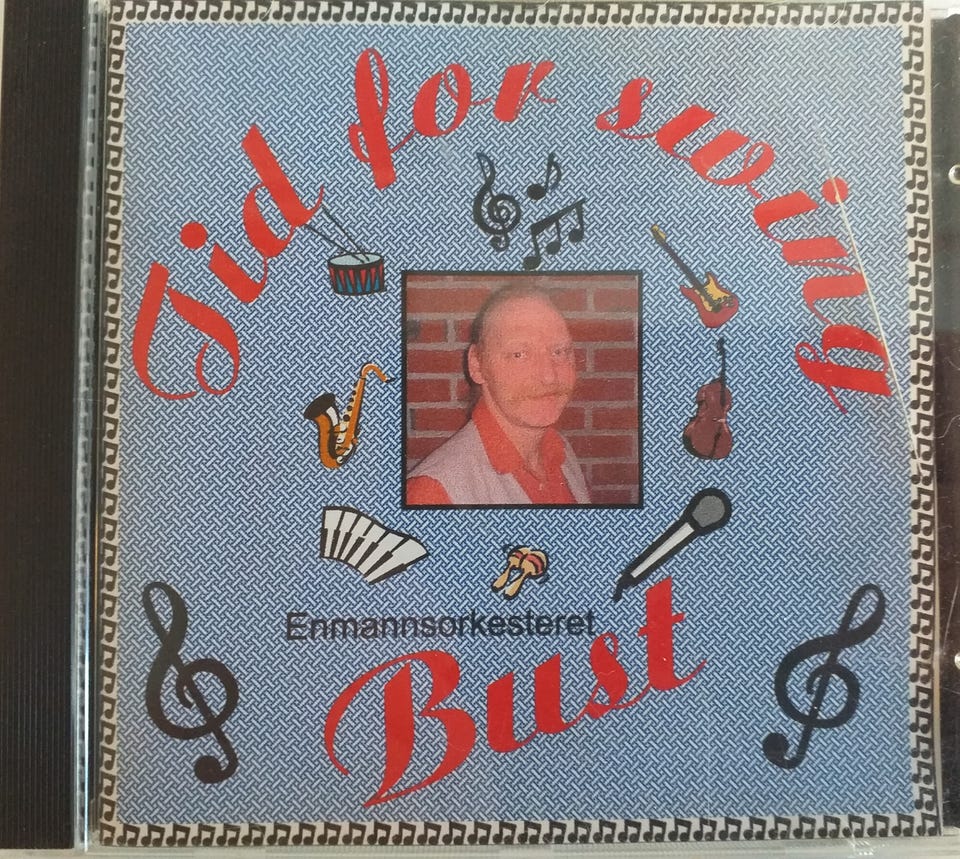 Tid for swing
Enmannsorkesteret
Bust